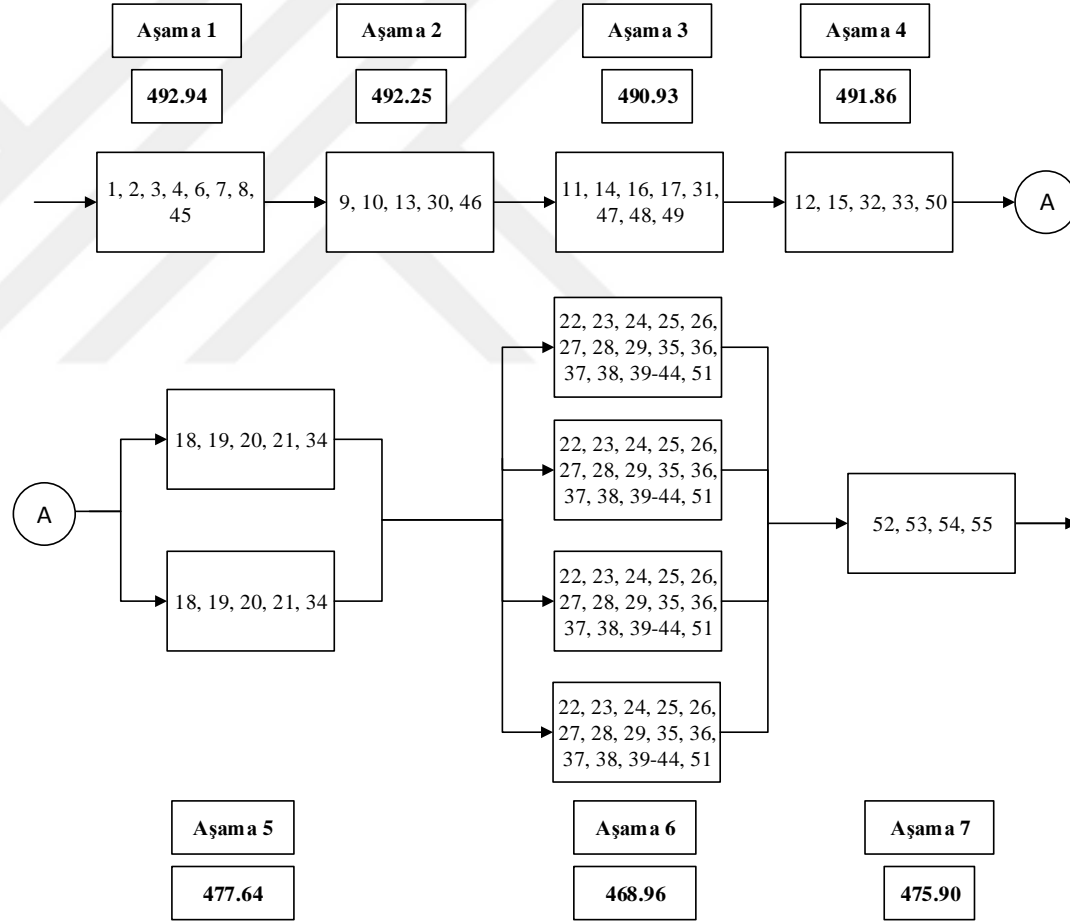 Aşama 1
Aşama 2
Aşama 3
Aşama 4
492.94
492.25
490.93
491.86
1, 2, 3, 4, 6, 7, 8,
45
9, 10, 13, 30, 46
11, 14, 16, 17, 31,
47, 48, 49
12, 15, 32, 33, 50
A
A
18, 19, 20, 21, 34
18, 19, 20, 21, 34
22, 23, 24, 25, 26,
27, 28, 29, 35, 36,
37, 38, 39-44, 51
22, 23, 24, 25, 26,
27, 28, 29, 35, 36,
37, 38, 39-44, 51
22, 23, 24, 25, 26,
27, 28, 29, 35, 36,
37, 38, 39-44, 51
22, 23, 24, 25, 26,
27, 28, 29, 35, 36,
37, 38, 39-44, 51
52, 53, 54, 55
Aşama 5
Aşama 6
Aşama 7
477.64
468.96
475.90